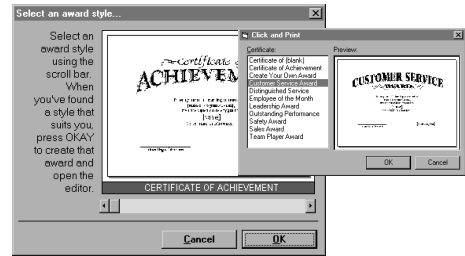 Select an award style...
Select an
award style
using the
scroll bar.
When
you've found
a style that
suits you,
press OKAY
to create that
award and
open the
editor.
Certificate of
ACHIEVEM
CERTIFICATE OF ACHIEVEMENT
Cancel
OK
Click and Print
Certificate:
Certificate of (blank)
Certificate of Achievement
Create Your Own Award
Customer Service Award
Distinguished Service
Employee of the Month
Leadership Award
Outstanding Performance
Safety Award
Sales Award
Team Player Award
Preview:
CUSTOMER SERVICE
AWARD
OK
Cancel